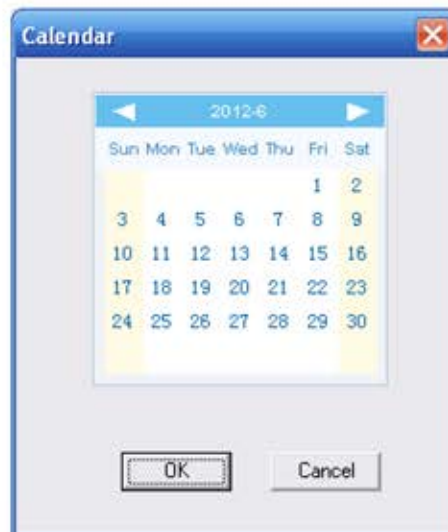 Calendar
2012-6
Sun Mon Tue Wed Thu Fri Sat
1 2
3 4 5 6 7 8 9
10 11 12 13 14 15 16
17 18 19 20 21 22 23
24 25 26 27 28 29 30
OK Cancel